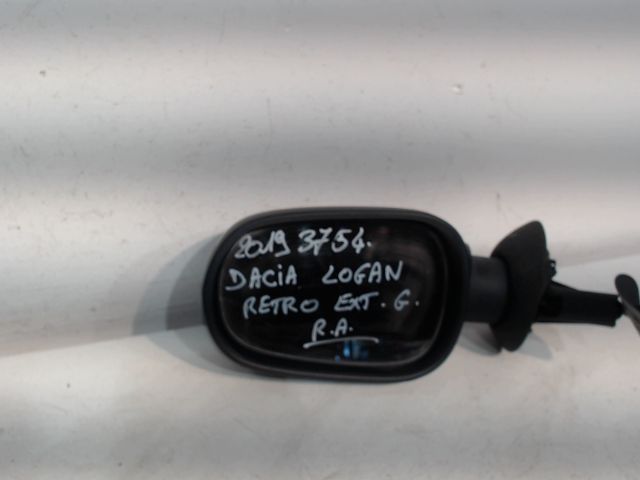 2019 3754.
DACIA LOGAN
RETRO EXT. G.
R.A.